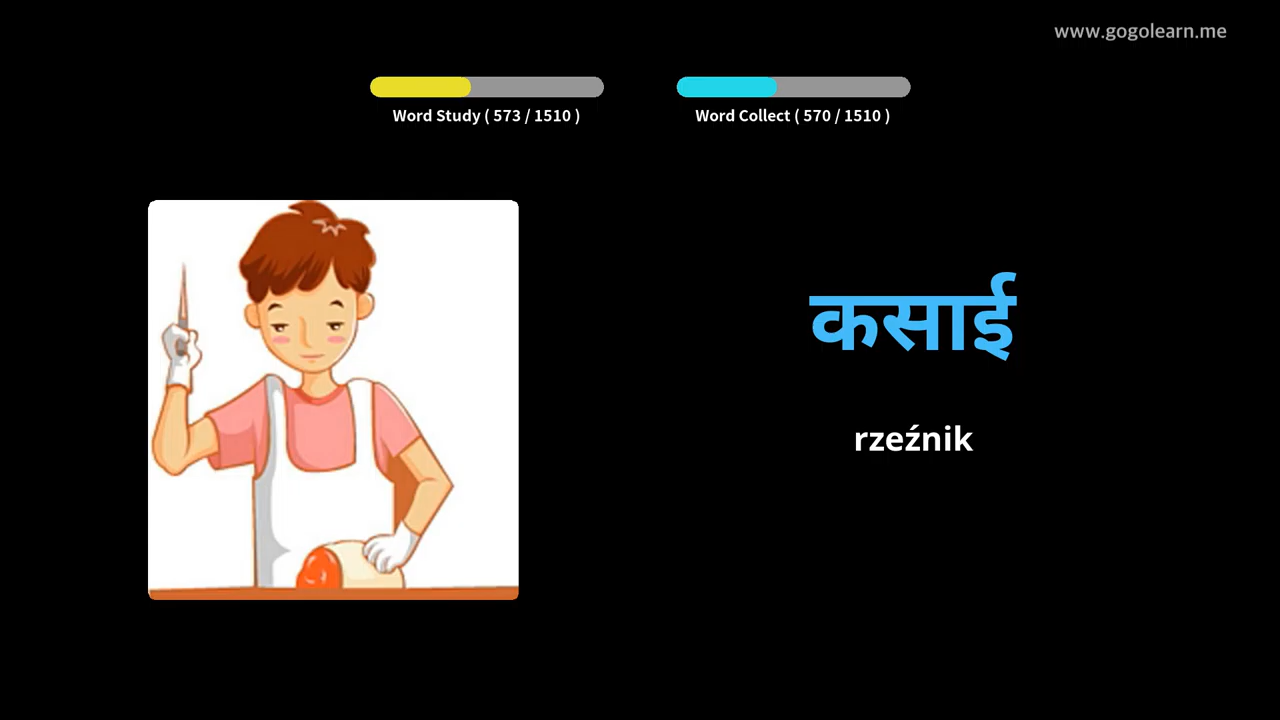 www.gogolearn.me
Word Study ( 573 / 1510 )
Word Collect ( 570 / 1510 )
कसाई
rzeźnik